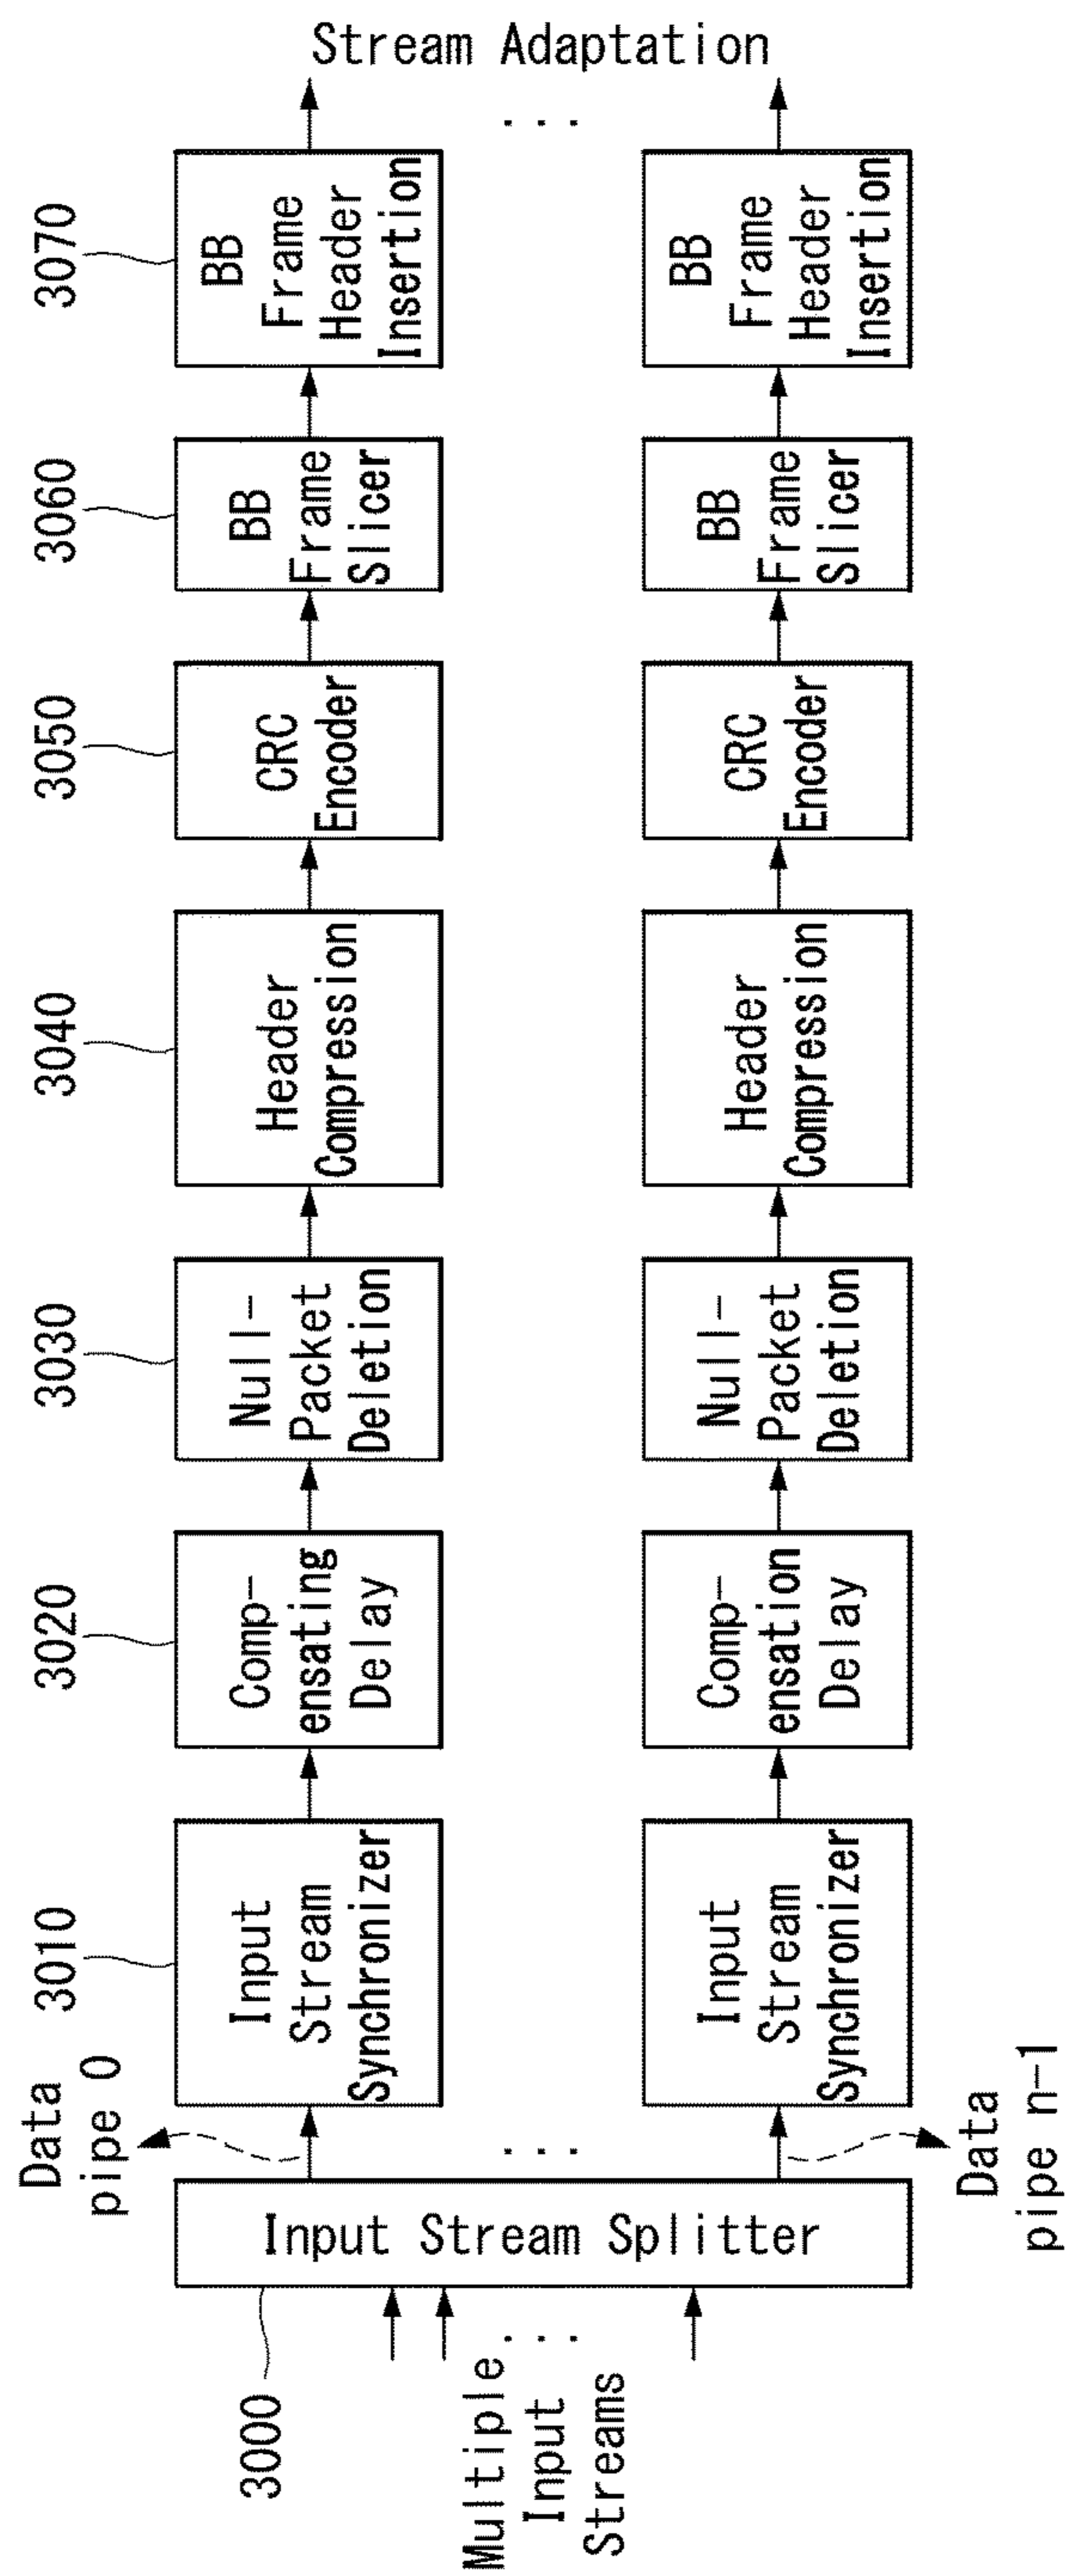 Stream Adaptation
3000
3010
3020
3030
3040
3050
3060
3070
Multiple
Input
Streams
...
Input Stream Splitter
Data
pipe 0
...
Data
pipe n-1
Input
Stream
Synchronizer
Comp-
ensating
Delay
Null-
Packet
Deletion
Header
Compression
CRC
Encoder
BB
Frame
Slicer
BB
Frame
Header
Insertion
...
Input
Stream
Synchronizer
Comp-
ensation
Delay
Null-
Packet
Deletion
Header
Compression
CRC
Encoder
BB
Frame
Slicer
BB
Frame
Header
Insertion